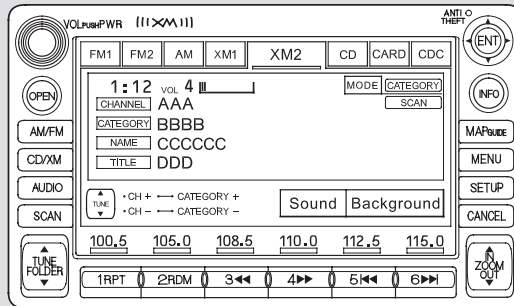 VOL PUSH PWR ((( XM )))
ANTI THEFT
FM1 FM2 AM XM1 XM2 CD CARD CDC
ENT
OPEN
1:12 VOL 4
MODE CATEGORY
SCAN
INFO
CHANNEL AAA
CATEGORY BBBB
NAME CCCCCC
TITLE DDD
AM/FM
CD/XM
AUDIO
SCAN
MAP GUIDE
MENU
SETUP
CANCEL
TUNE • CH + ⟷ CATEGORY +
• CH − ⟷ CATEGORY −
Sound Background
100.5 105.0 108.5 110.0 112.5 115.0
TUNE FOLDER
IN
ZOOM
OUT
1RPT 2RDM 3◀◀ 4▶▶ 5|◀◀ 6▶▶|